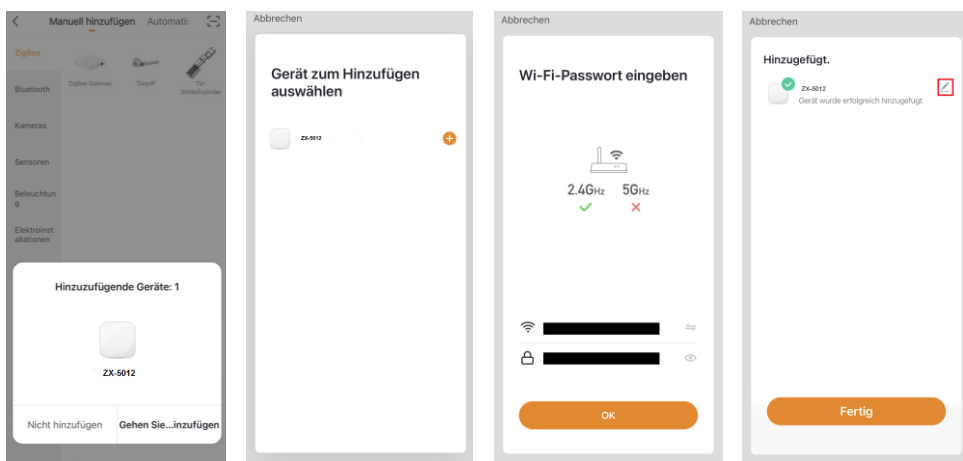 Manuell hinzufügen Automatis
ZigBee
ZigBee Gateway
Türgriff
Tür-
Schließzylinder
Bluetooth
Kameras
Sensoren
Beleuchtun
g
Elektroinst
allationen
Hinzuzufügende Geräte: 1
ZX-5012
Nicht hinzufügen
Gehen Sie...inzufügen
Abbrechen
Gerät zum Hinzufügen
auswählen
ZX-5012
Abbrechen
Wi-Fi-Passwort eingeben
2.4GHz 5GHz
OK
Abbrechen
Hinzugefügt.
ZX-5012
Gerät wurde erfolgreich hinzugefügt
Fertig